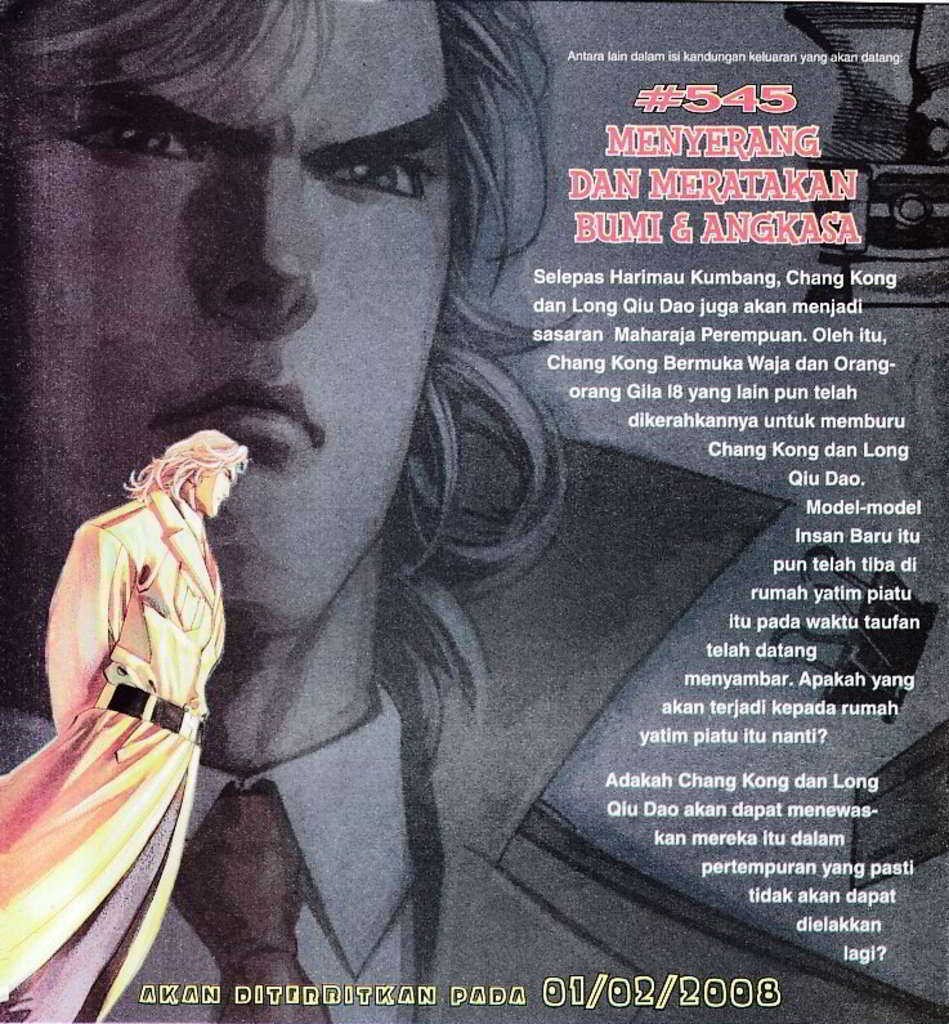 Antara lain dalam isi kandungan keluaran yang akan datang:
#545
MENYERANG
DAN MERATAKAN
BUMI & ANGKASA
Selepas Harimau Kumbang, Chang Kong
dan Long Qiu Dao juga akan menjadi
sasaran Maharaja Perempuan. Oleh itu,
Chang Kong Bermuka Waja dan Orang-
orang Gila I8 yang lain pun telah
dikerahkannya untuk memburu
Chang Kong dan Long
Qiu Dao.
Model-model
Insan Baru itu
pun telah tiba di
rumah yatim piatu
itu pada waktu taufan
telah datang
menyambar. Apakah yang
akan terjadi kepada rumah
yatim piatu itu nanti?
Adakah Chang Kong dan Long
Qiu Dao akan dapat menewas-
kan mereka itu dalam
pertempuran yang pasti
tidak akan dapat
dielakkan
lagi?
AKAN DITERBITKAN PADA 01/02/2008